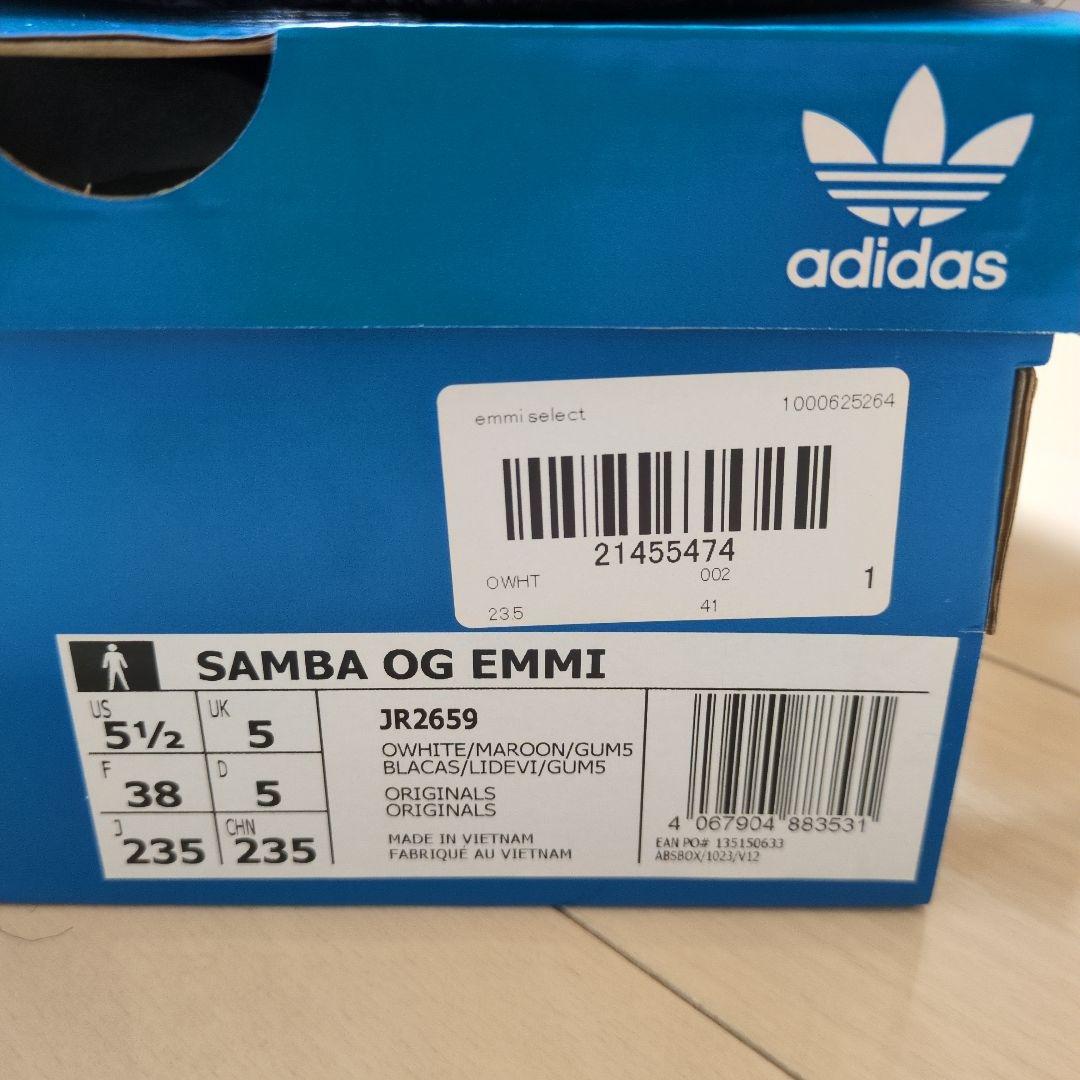 adidas
emmi select 1000625264
21455474
OWHT 002 1
23.5 41
SAMBA OG EMMI
US 5½ UK 5
F 38 D 5
J 235 CHN 235
JR2659
OWHITE/MAROON/GUM5
BLACAS/LIDEVI/GUM5
ORIGINALS
ORIGINALS
MADE IN VIETNAM
FABRIQUÉ AU VIETNAM
4 067904 883531
EAN PO# 135150633
ABSBOX/1023/V12